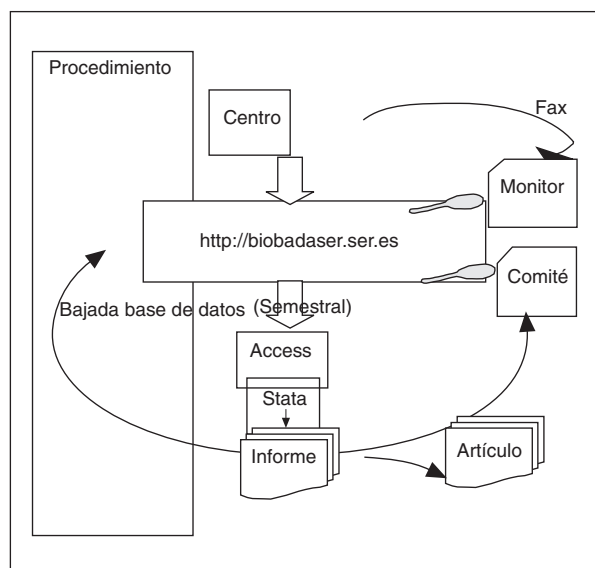 Procedimiento
Centro
Fax
Monitor
http://biobadaser.ser.es
Comité
Bajada base de datos (Semestral)
Access
Stata
Informe
Artículo